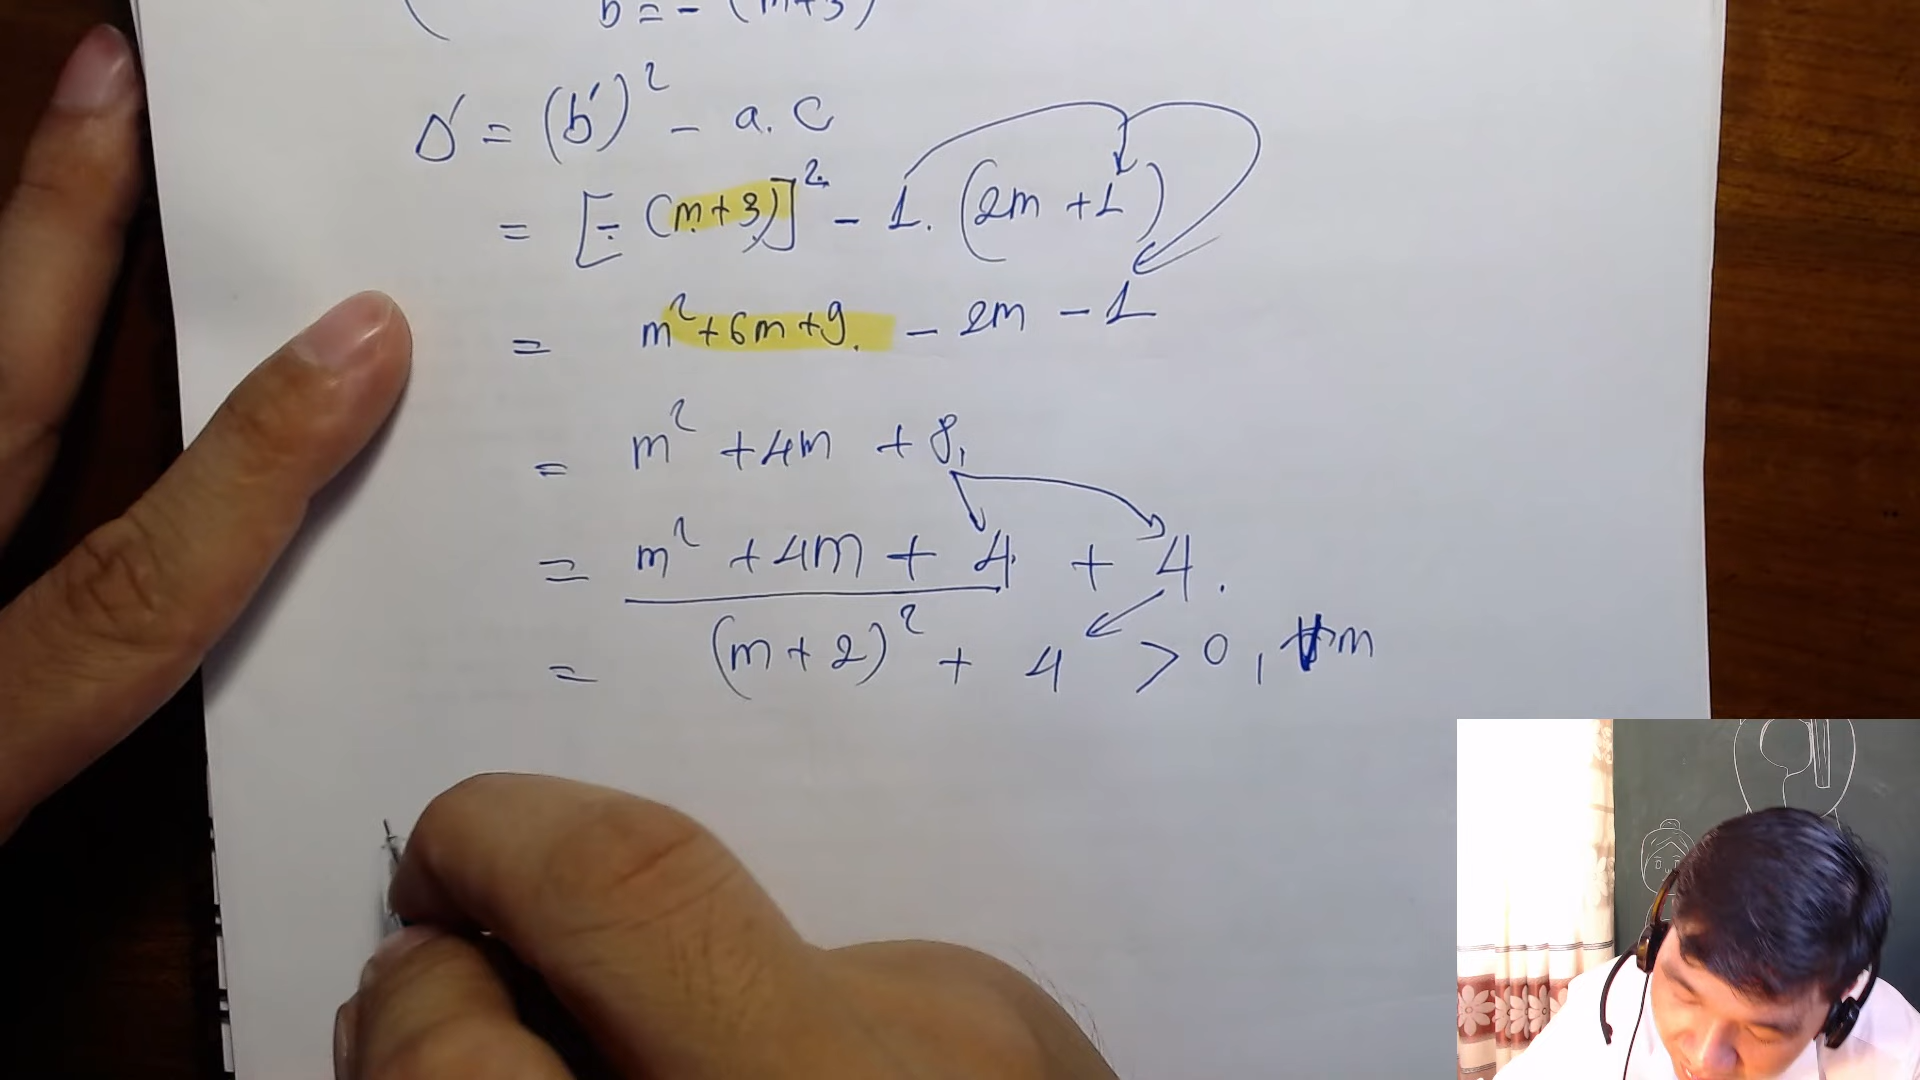 b' = - (m+3)
Δ' = (b')² - a.c
= [-(m+3)]² - 1.(2m+1)
= m²+6m+9 - 2m - 1
= m² + 4m + 8
= m² + 4m + 4 + 4.
= (m+2)² + 4 > 0, ∀m